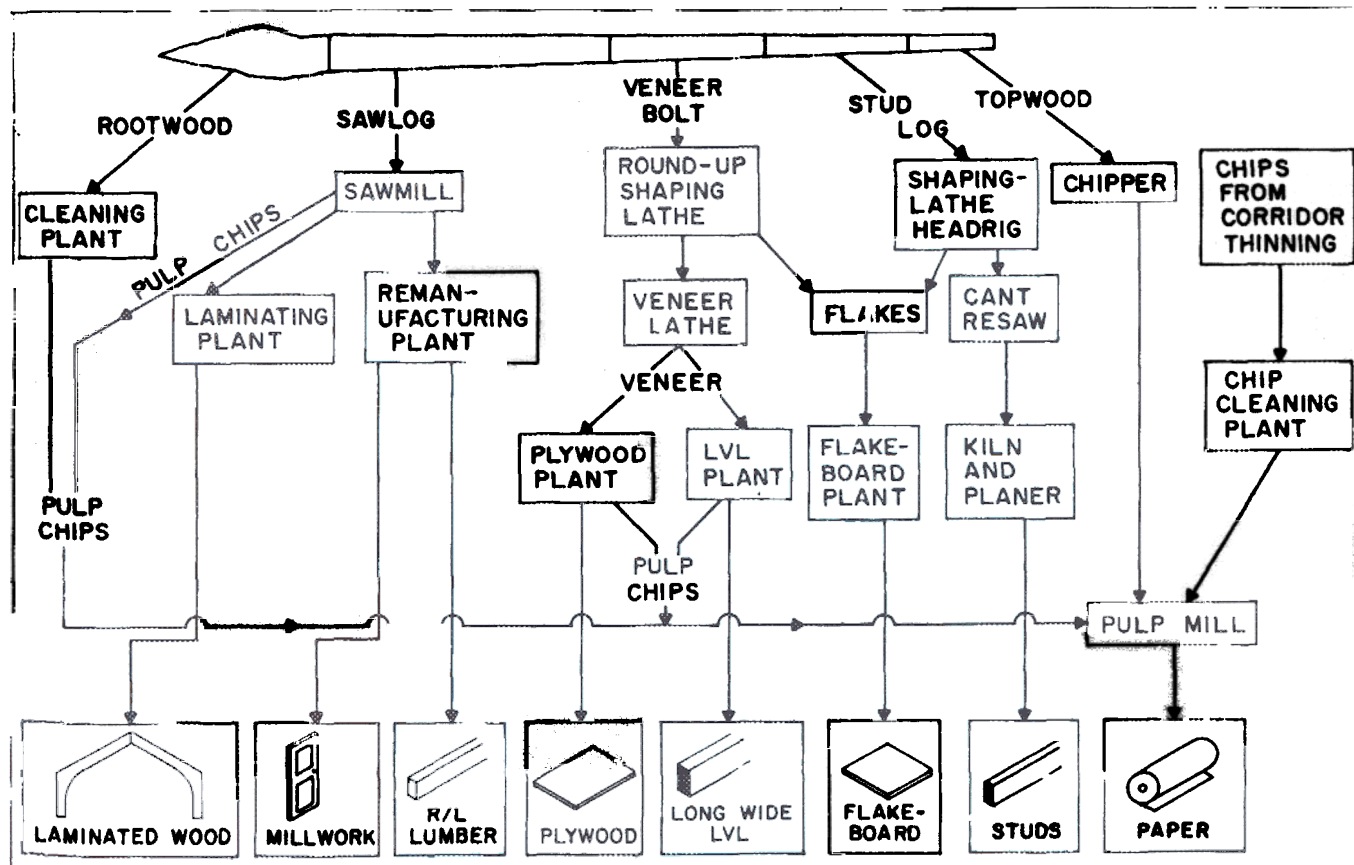 VENEER
BOLT
STUD
LOG
TOPWOOD
ROOTWOOD
SAWLOG
CLEANING
PLANT
SAWMILL
ROUND-UP
SHAPING
LATHE
SHAPING-
LATHE
HEADRIG
CHIPPER
CHIPS
FROM
CORRIDOR
THINNING
PULP CHIPS
LAMINATING
PLANT
REMAN-
UFACTURING
PLANT
VENEER
LATHE
FLAKES
CANT
RESAW
VENEER
CHIP
CLEANING
PLANT
PLYWOOD
PLANT
LVL
PLANT
FLAKE-
BOARD
PLANT
KILN
AND
PLANER
PULP
CHIPS
PULP
CHIPS
PULP MILL
LAMINATED WOOD
MILLWORK
R/L
LUMBER
PLYWOOD
LONG WIDE
LVL
FLAKE-
BOARD
STUDS
PAPER